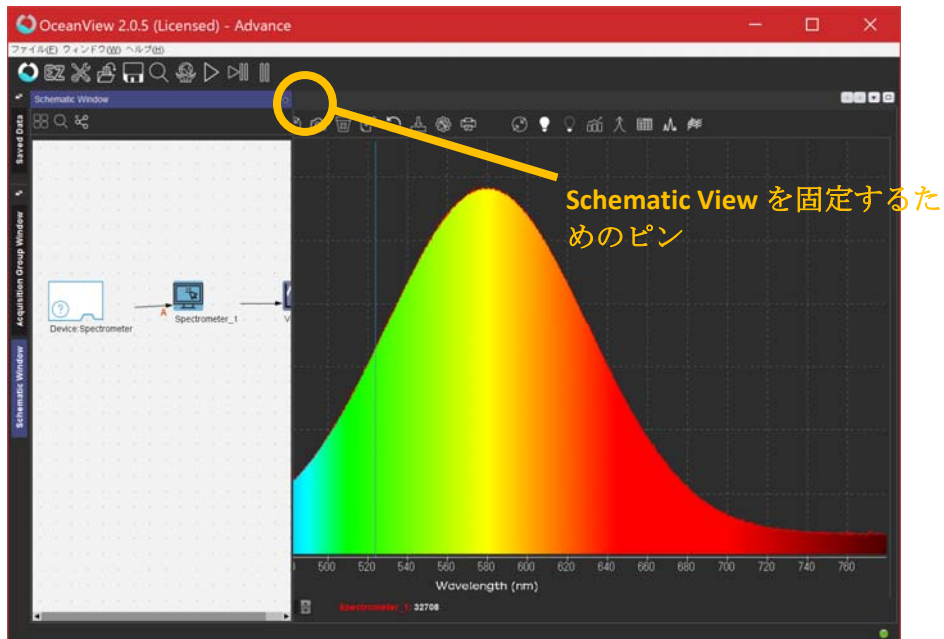 OceanView 2.0.5 (Licensed) - Advance
ファイル(F) ウィンドウ(W) ヘルプ(H)
EZ
Schematic Window
Saved Data
Acquisition Group Window
Schematic Window
Device:Spectrometer
A
Spectrometer_1
V
Schematic View を固定するた
めのピン
500 520 540 560 580 600 620 640 660 680 700 720 740 760
Wavelength (nm)
Spectrometer_1: 32708